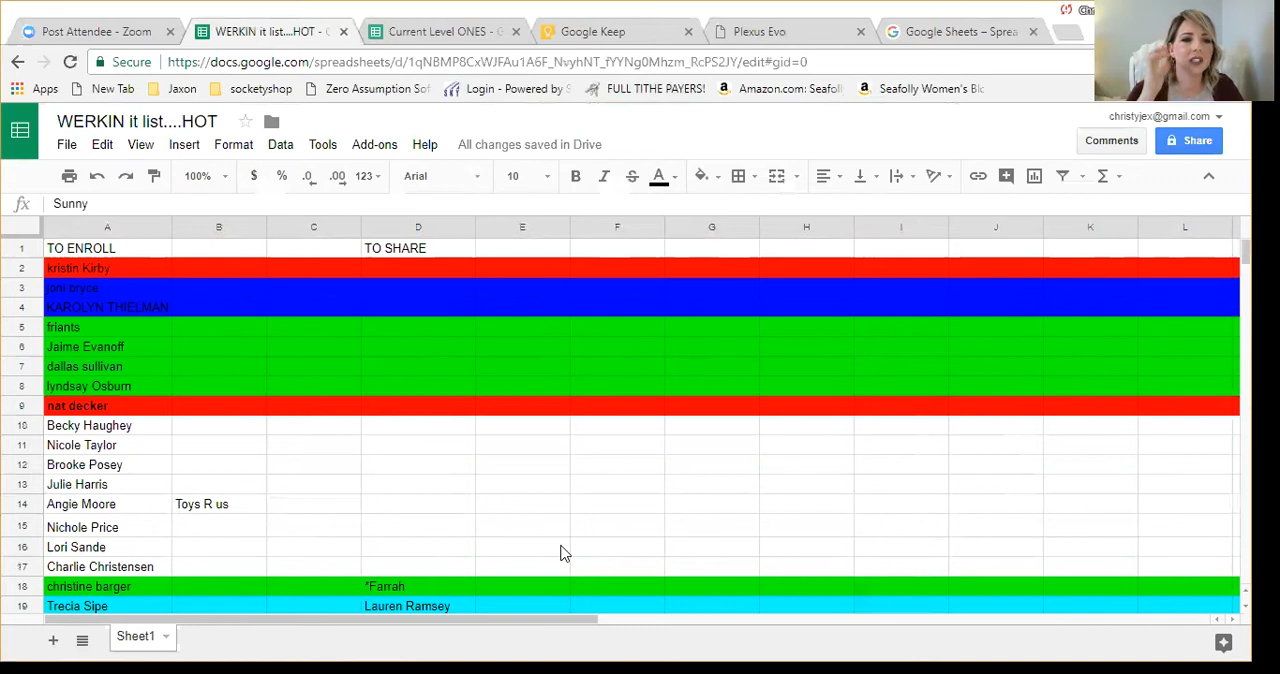 Post Attendee - Zoom
WERKIN it list....HOT -
Current Level ONES - G
Google Keep
Plexus Evo
Google Sheets – Sprea
Secure
https://docs.google.com/spreadsheets/d/1qNBMP8CxWJFAu1A6F_NvyhNT_fYYNg0Mhzm_RcPS2JY/edit#gid=0
Apps New Tab Jaxon socketyshop Zero Assumption Sof Login - Powered by S FULL TITHE PAYERS! Amazon.com: Seafoll Seafolly Women's Blo
WERKIN it list....HOT
christyjex@gmail.com
File Edit View Insert Format Data Tools Add-ons Help All changes saved in Drive
Comments Share
100% $ % .0 .00 123 Arial 10 B I S A Σ
fx Sunny
A B C D E F G H I J K L
1 TO ENROLL TO SHARE
2 kristin Kirby
3 joni bryce
4 KAROLYN THIELMAN
5 friants
6 Jaime Evanoff
7 dallas sullivan
8 lyndsay Osburn
9 nat decker
10 Becky Haughey
11 Nicole Taylor
12 Brooke Posey
13 Julie Harris
14 Angie Moore Toys R us
15 Nichole Price
16 Lori Sande
17 Charlie Christensen
18 christine barger *Farrah
19 Trecia Sipe Lauren Ramsey
Sheet1